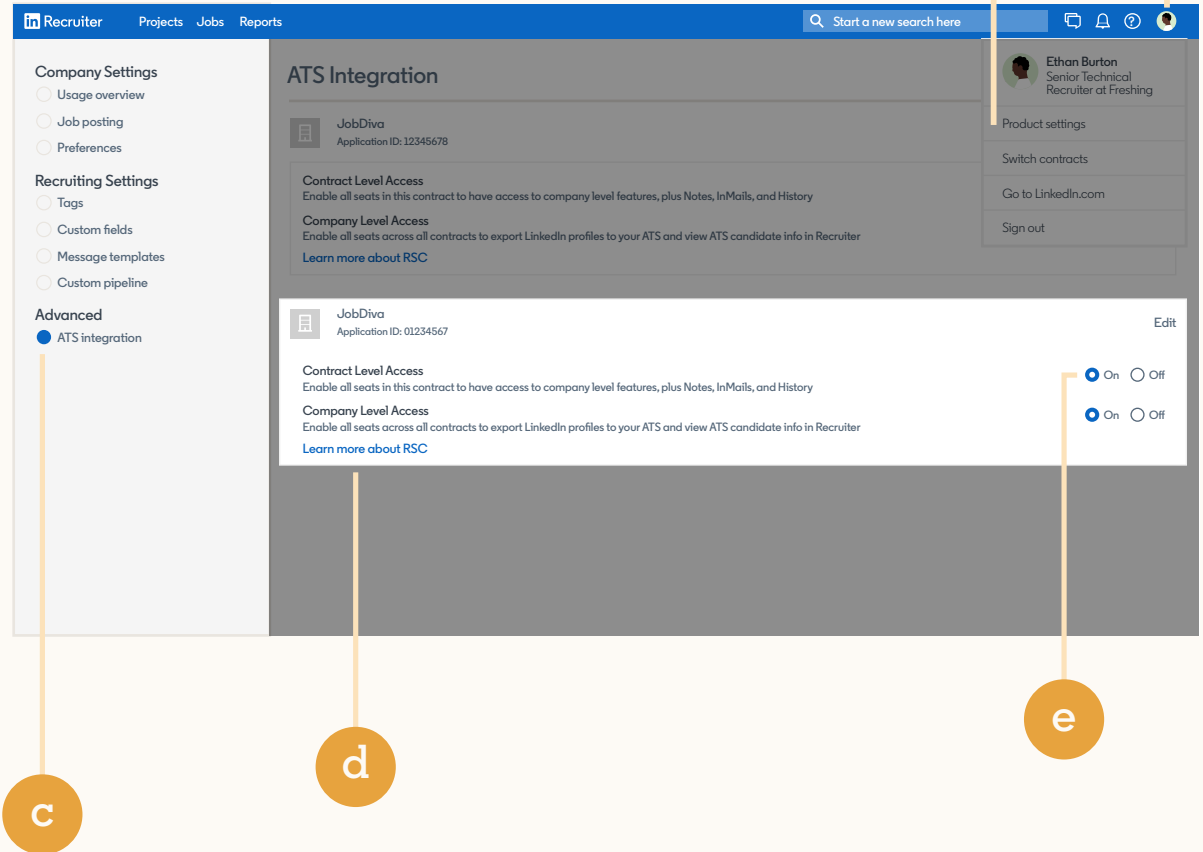 in Recruiter Projects Jobs Reports Start a new search here
Company Settings
Usage overview
Job posting
Preferences
Recruiting Settings
Tags
Custom fields
Message templates
Custom pipeline
Advanced
ATS integration
ATS Integration
JobDiva
Application ID: 12345678
Contract Level Access
Enable all seats in this contract to have access to company level features, plus Notes, InMails, and History
Company Level Access
Enable all seats across all contracts to export LinkedIn profiles to your ATS and view ATS candidate info in Recruiter
Learn more about RSC
Ethan Burton
Senior Technical
Recruiter at Freshing
Product settings
Switch contracts
Go to LinkedIn.com
Sign out
JobDiva
Application ID: 01234567
Edit
Contract Level Access
Enable all seats in this contract to have access to company level features, plus Notes, InMails, and History
On Off
Company Level Access
Enable all seats across all contracts to export LinkedIn profiles to your ATS and view ATS candidate info in Recruiter
On Off
Learn more about RSC
c
d
e